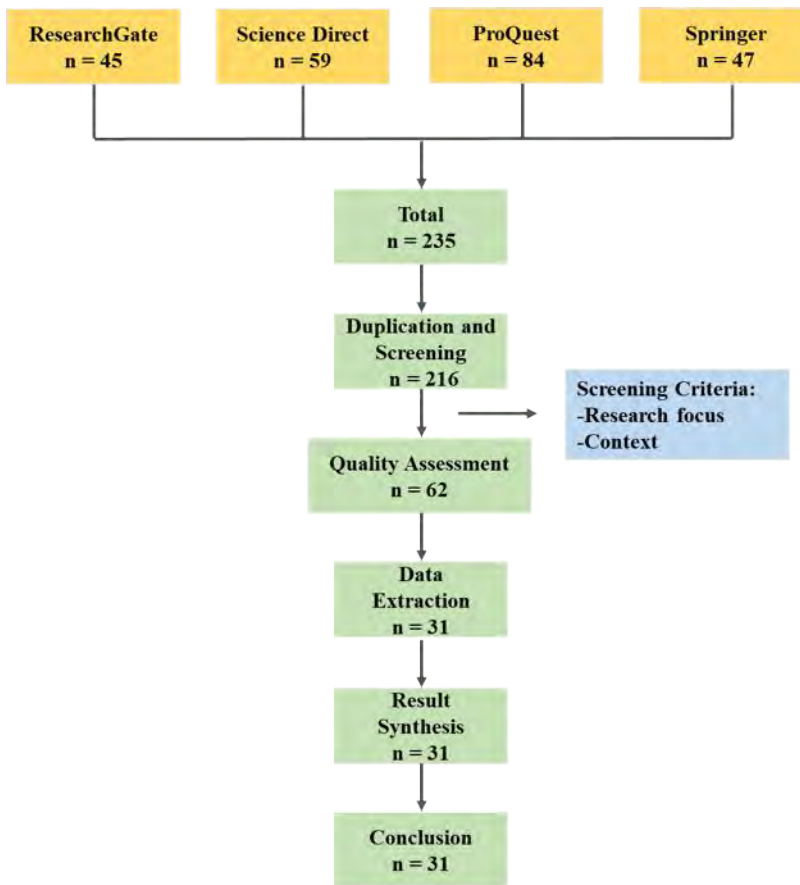 ResearchGate
n = 45
Science Direct
n = 59
ProQuest
n = 84
Springer
n = 47
Total
n = 235
Duplication and
Screening
n = 216
Screening Criteria:
-Research focus
-Context
Quality Assessment
n = 62
Data
Extraction
n = 31
Result
Synthesis
n = 31
Conclusion
n = 31